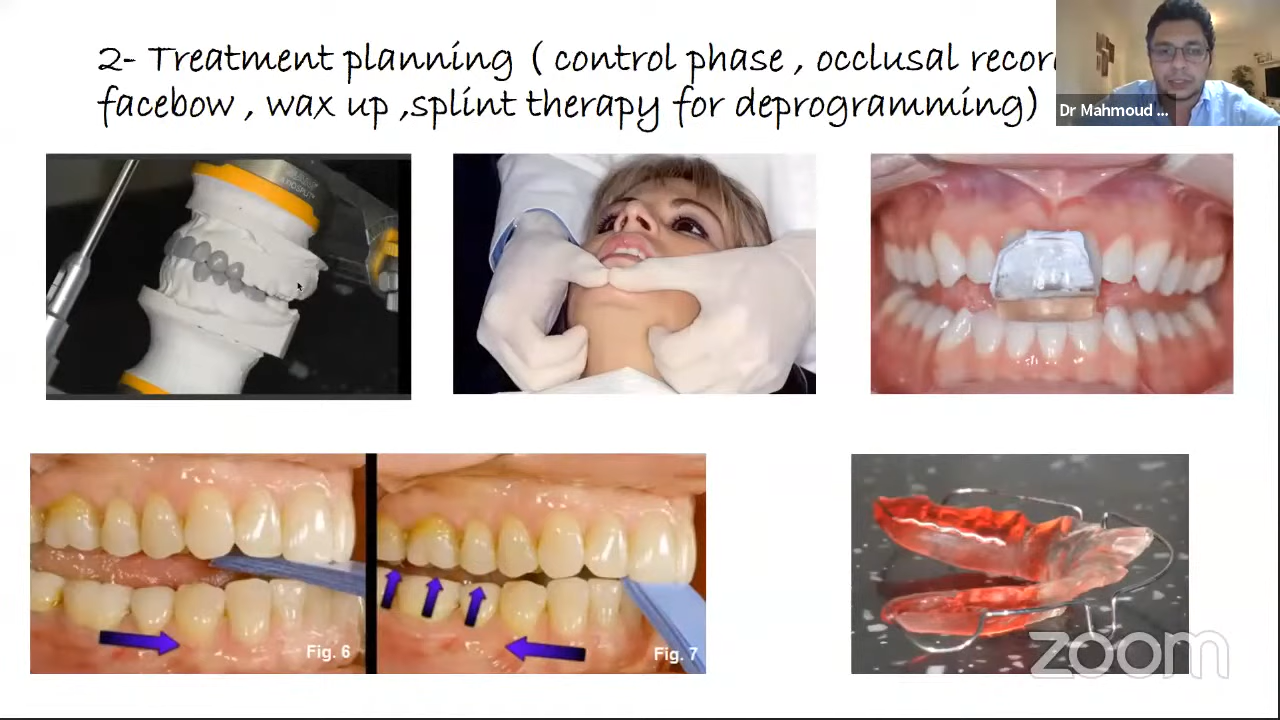 2- Treatment planning ( control phase , occlusal
facebow , wax up ,splint therapy for deprogramming)
Dr Mahmoud ...
Fig. 6
Fig. 7
zoom